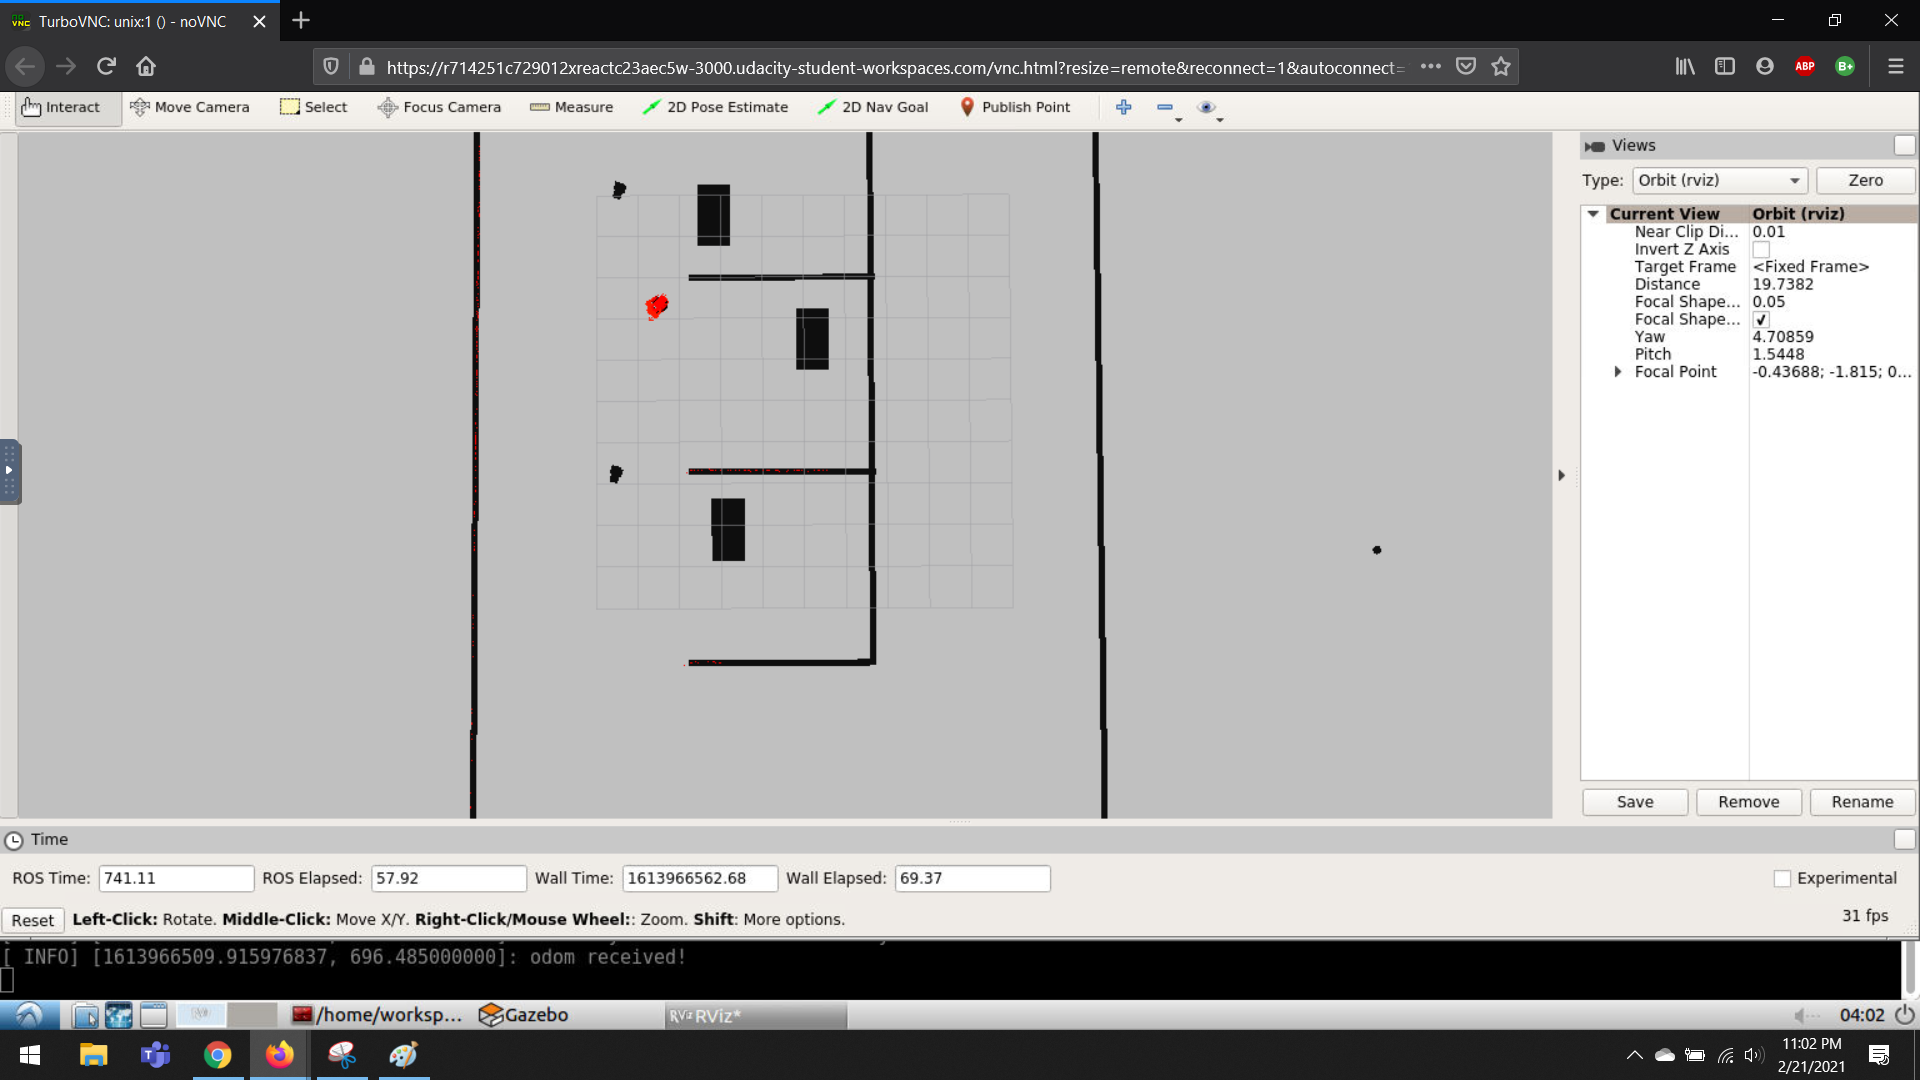 TurboVNC: unix:1 () - noVNC
https://r714251c729012xreactc23aec5w-3000.udacity-student-workspaces.com/vnc.html?resize=remote&reconnect=1&autoconnect=
ABP
B+
Interact Move Camera Select Focus Camera Measure 2D Pose Estimate 2D Nav Goal Publish Point
Views
Type: Orbit (rviz) Zero
Current View Orbit (rviz)
Near Clip Di... 0.01
Invert Z Axis
Target Frame <Fixed Frame>
Distance 19.7382
Focal Shape... 0.05
Focal Shape...
Yaw 4.70859
Pitch 1.5448
Focal Point -0.43688; -1.815; 0...
Save Remove Rename
Time
ROS Time: 741.11 ROS Elapsed: 57.92 Wall Time: 1613966562.68 Wall Elapsed: 69.37 Experimental
Reset Left-Click: Rotate. Middle-Click: Move X/Y. Right-Click/Mouse Wheel:: Zoom. Shift: More options. 31 fps
[ INFO] [1613966509.915976837, 696.485000000]: odom received!
/home/worksp... Gazebo RViz RViz* 04:02
11:02 PM
2/21/2021